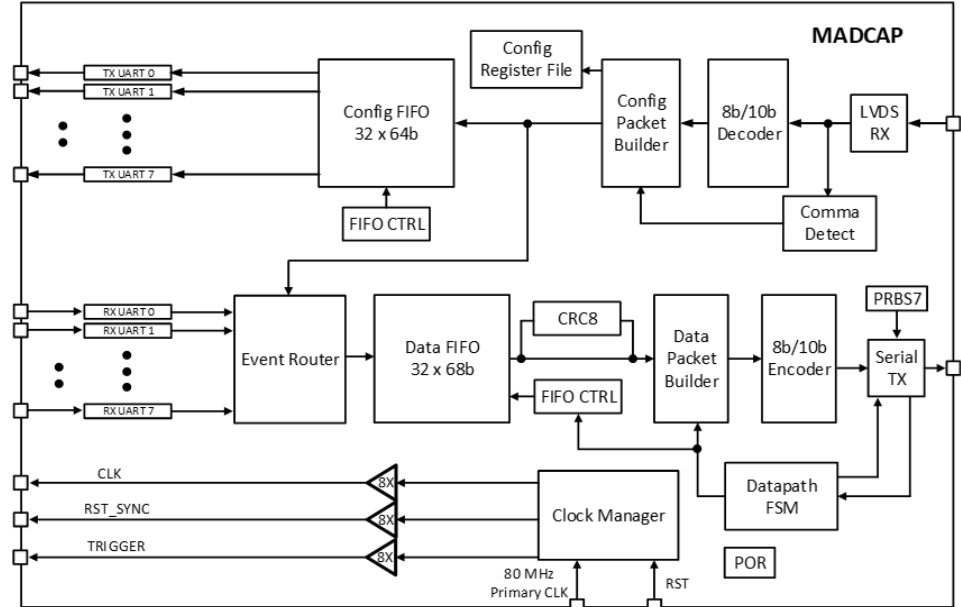 MADCAP
Config
Register File
TX UART 0
TX UART 1
TX UART 7
Config FIFO
32 x 64b
FIFO CTRL
Config
Packet
Builder
8b/10b
Decoder
LVDS
RX
Comma
Detect
RX UART 0
RX UART 1
RX UART 7
Event Router
Data FIFO
32 x 68b
CRC8
FIFO CTRL
Data
Packet
Builder
8b/10b
Encoder
PRBS7
Serial
TX
Datapath
FSM
CLK
8X
RST_SYNC
8X
TRIGGER
8X
Clock Manager
80 MHz
Primary CLK
RST
POR